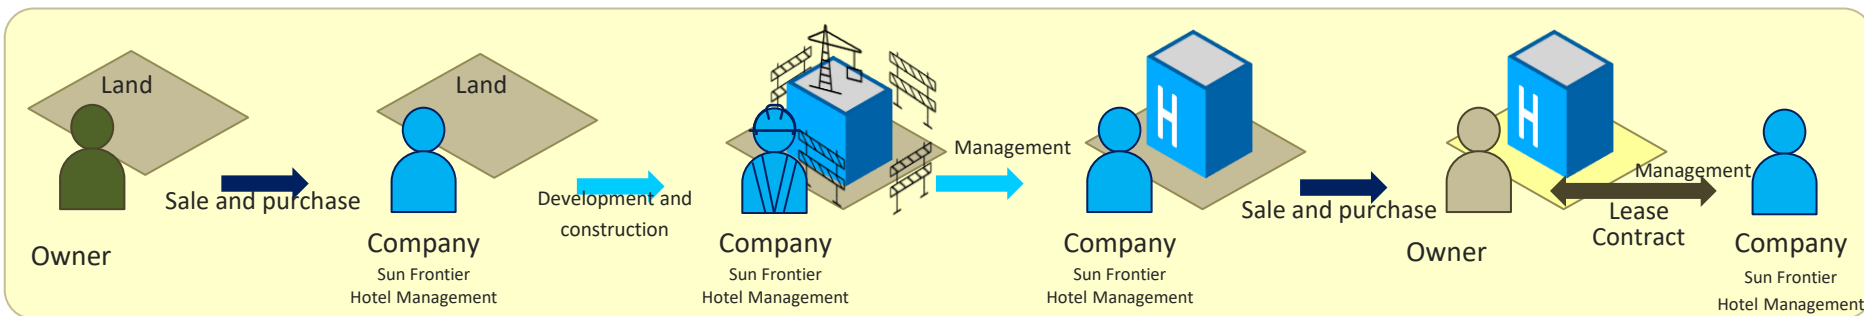 Land
Sale and purchase
Owner
Land
Company
Sun Frontier
Hotel Management
Development and
construction
Company
Sun Frontier
Hotel Management
Management
H
Company
Sun Frontier
Hotel Management
Sale and purchase
H
Owner
Management
Lease
Contract
Company
Sun Frontier
Hotel Management